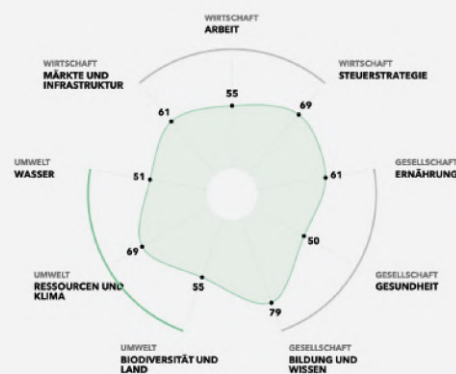 WIRTSCHAFT
ARBEIT
WIRTSCHAFT
MÄRKTE UND
INFRASTRUKTUR
WIRTSCHAFT
STEUERSTRATEGIE
55
69
61
UMWELT
WASSER
51
61
GESELLSCHAFT
ERNÄHRUNG
50
69
UMWELT
RESSOURCEN UND
KLIMA
55
79
GESELLSCHAFT
GESUNDHEIT
UMWELT
BIODIVERSITÄT UND
LAND
GESELLSCHAFT
BILDUNG UND
WISSEN